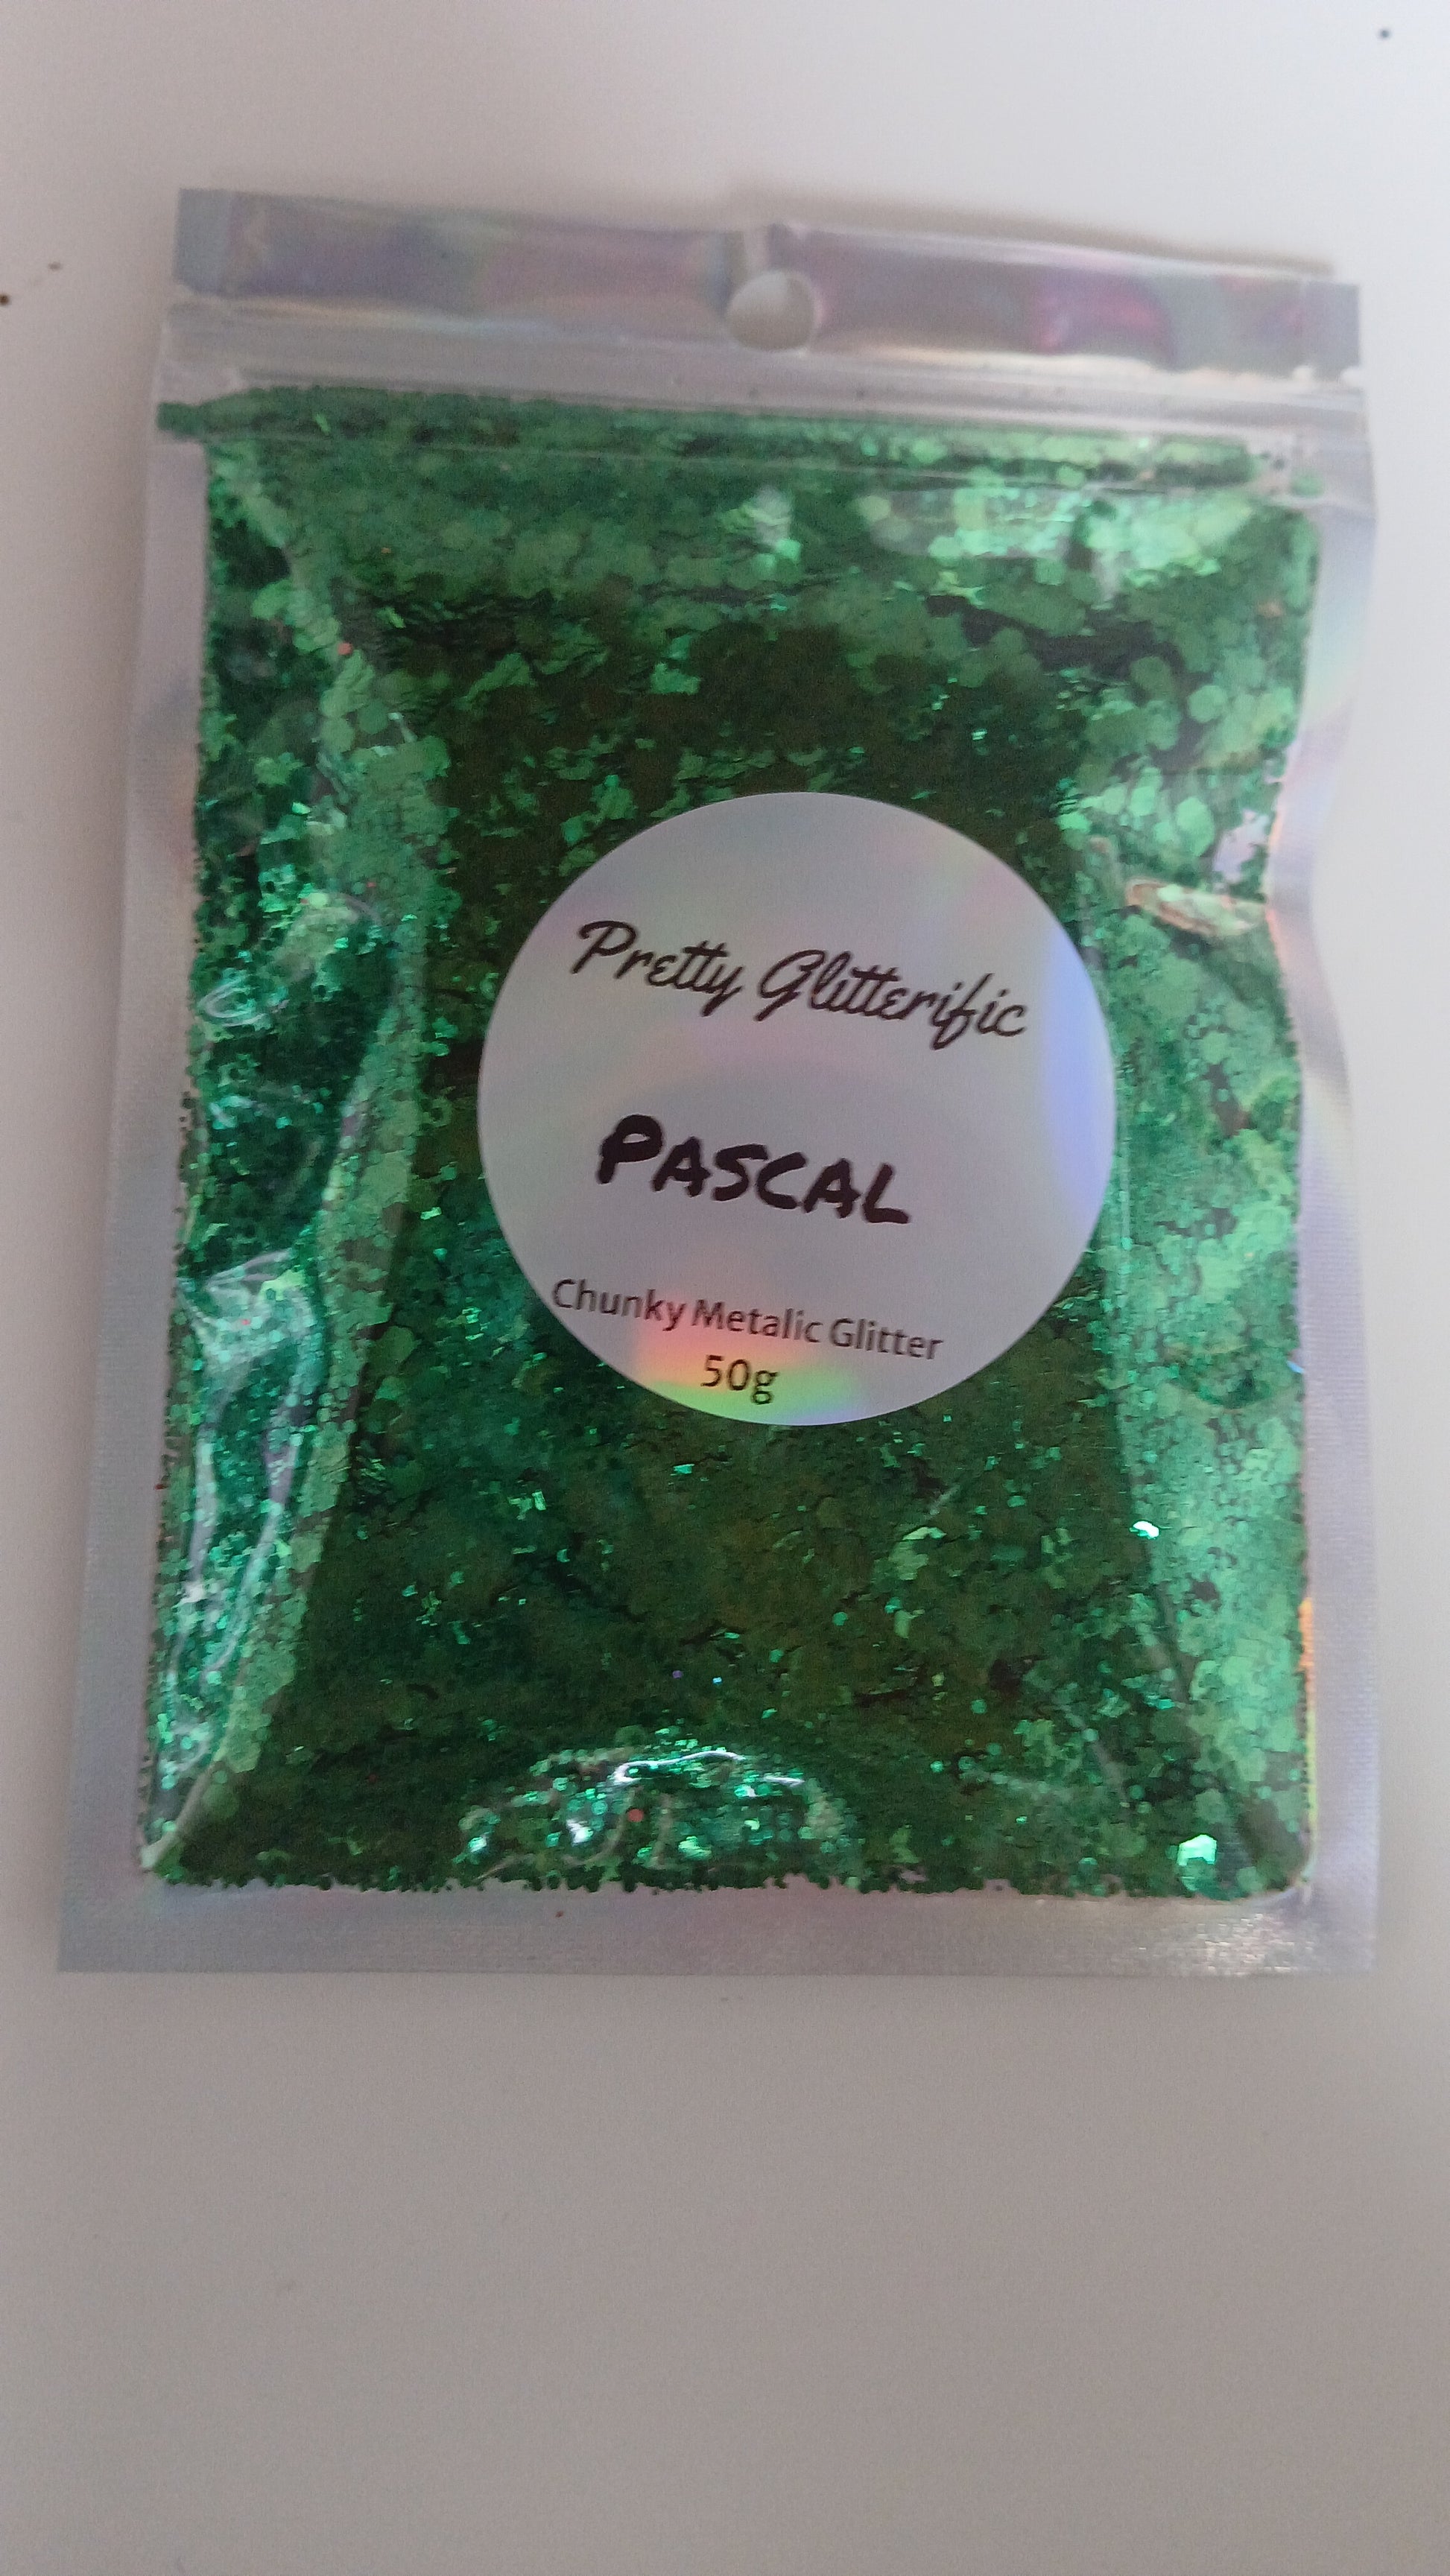 Pretty Glitterific
PASCAL
Chunky Metalic Glitter
50g